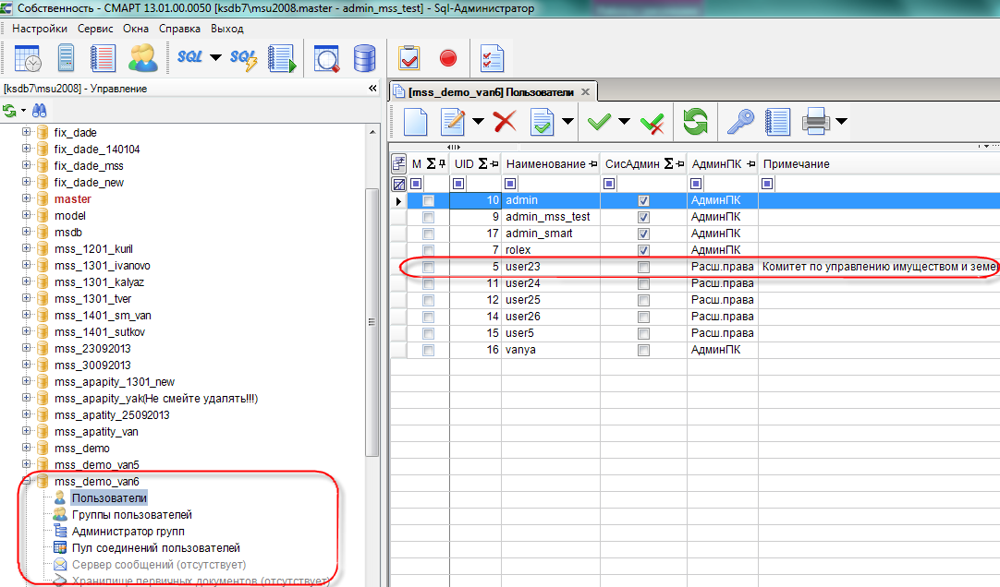 Собственность - СМАРТ 13.01.00.0050 [ksdb7\msu2008.master - admin_mss_test] - Sql-Администратор
Настройки Сервис Окна Справка Выход
SQL SQL
[ksdb7\msu2008] - Управление «
fix_dade
fix_dade_140104
fix_dade_mss
fix_dade_new
master
model
msdb
mss_1201_kuril
mss_1301_ivanovo
mss_1301_kalyaz
mss_1301_tver
mss_1401_sm_van
mss_1401_sutkov
mss_23092013
mss_30092013
mss_apapity_1301_new
mss_apapity_yak(Не смейте удалять!!!)
mss_apatity_25092013
mss_apatity_van
mss_demo
mss_demo_van5
mss_demo_van6
Пользователи
Группы пользователей
Администратор групп
Пул соединений пользователей
Сервер сообщений (отсутствует)
Хранилище первичных документов (отсутствует)
[mss_demo_van6] Пользователи
М Σ UID Σ Наименование СисАдмин Σ АдминПК Примечание
10 admin АдминПК
9 admin_mss_test АдминПК
17 admin_smart АдминПК
7 rolex АдминПК
5 user23 Расш.права Комитет по управлению имуществом и земе
11 user24 Расш.права
12 user25 Расш.права
14 user26 Расш.права
15 user5 Расш.права
16 vanya АдминПК